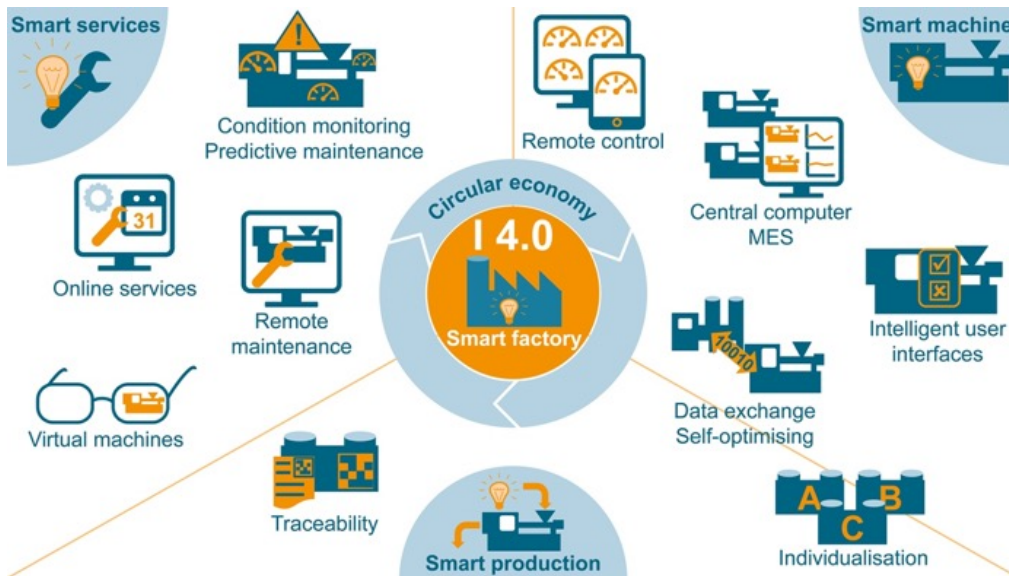 Smart services
Condition monitoring
Predictive maintenance
31
Online services
Remote
maintenance
Virtual machines
Remote control
Smart machine
Central computer
MES
Intelligent user
interfaces
10010
Data exchange
Self-optimising
Circular economy
I 4.0
Smart factory
Traceability
Smart production
A B
C
Individualisation